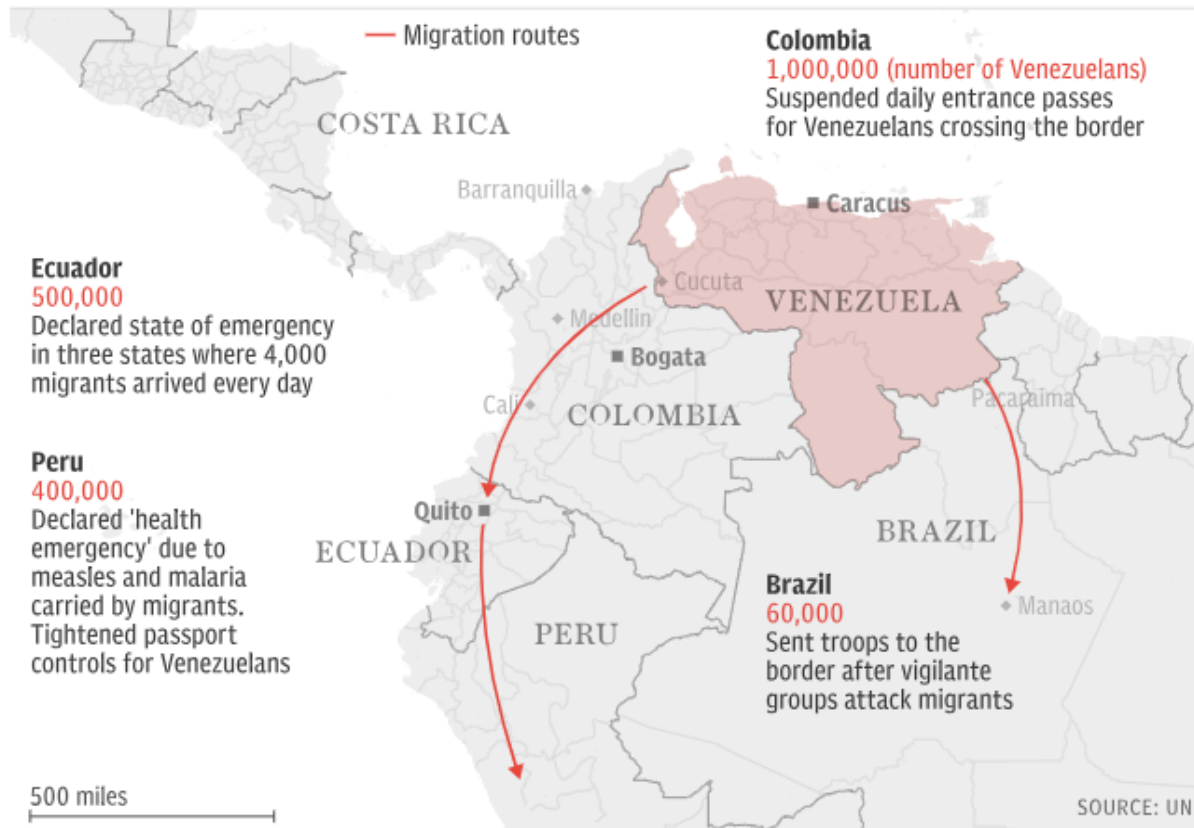 Migration routes
Colombia
1,000,000 (number of Venezuelans)
Suspended daily entrance passes
for Venezuelans crossing the border
COSTA RICA
Barranquilla
Caracus
Ecuador
500,000
Declared state of emergency
in three states where 4,000
migrants arrived every day
Cucuta
VENEZUELA
Medellin
Bogata
Cali
COLOMBIA
Pacaraima
Peru
400,000
Declared 'health
emergency' due to
measles and malaria
carried by migrants.
Tightened passport
controls for Venezuelans
Quito
ECUADOR
BRAZIL
PERU
Brazil
60,000
Sent troops to the
border after vigilante
groups attack migrants
Manaos
500 miles
SOURCE: UN